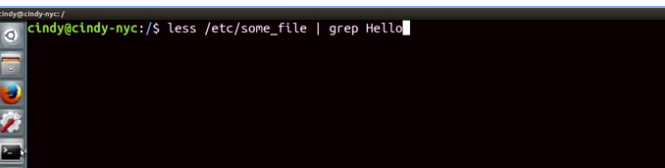 cindy@cindy-nyc: /
cindy@cindy-nyc:/$ less /etc/some_file | grep Hello